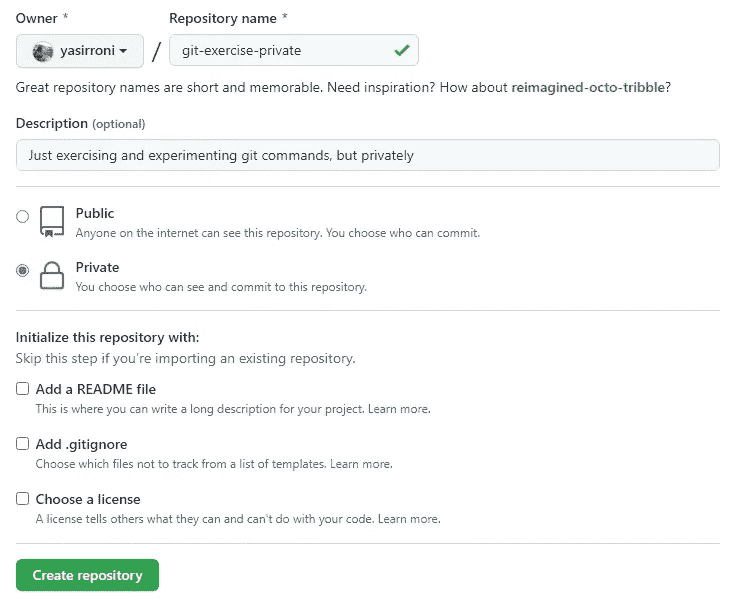 Owner *
Repository name *
yasirroni / git-exercise-private
Great repository names are short and memorable. Need inspiration? How about reimagined-octo-tribble?
Description (optional)
Just exercising and experimenting git commands, but privately
Public
Anyone on the internet can see this repository. You choose who can commit.
Private
You choose who can see and commit to this repository.
Initialize this repository with:
Skip this step if you're importing an existing repository.
Add a README file
This is where you can write a long description for your project. Learn more.
Add .gitignore
Choose which files not to track from a list of templates. Learn more.
Choose a license
A license tells others what they can and can't do with your code. Learn more.
Create repository